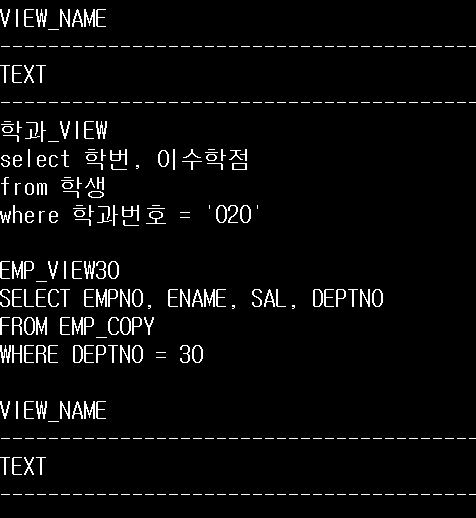 VIEW_NAME
--------------------------------------------------------------------------------
TEXT
--------------------------------------------------------------------------------
학과_VIEW
select 학번, 이수학점
from 학생
where 학과번호 = '020'
EMP_VIEW30
SELECT EMPNO, ENAME, SAL, DEPTNO
FROM EMP_COPY
WHERE DEPTNO = 30
VIEW_NAME
--------------------------------------------------------------------------------
TEXT
--------------------------------------------------------------------------------